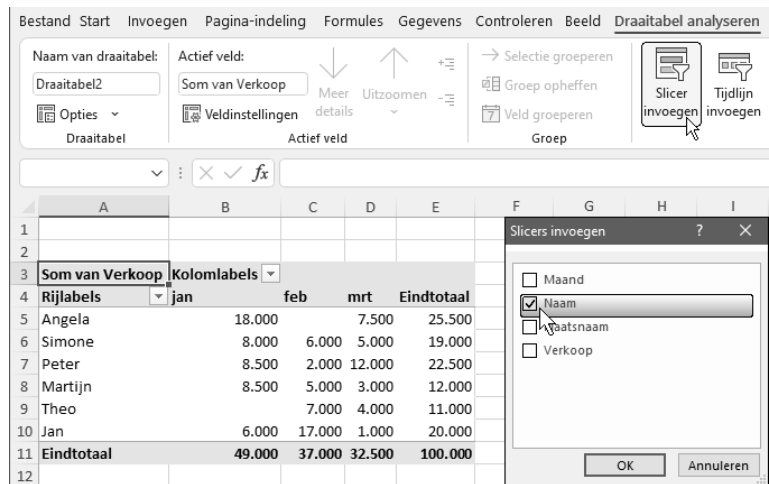 Bestand Start Invoegen Pagina-indeling Formules Gegevens Controleren Beeld Draaitabel analyseren
Naam van draaitabel:
Draaitabel2
Opties
Draaitabel
Actief veld:
Som van Verkoop
Veldinstellingen
Meer details
Uitzoomen
Actief veld
Selectie groeperen
Groep opheffen
7 Veld groeperen
Groep
Slicer
invoegen
Tijdlijn
invoegen
fx
A B C D E F G H I
1
2
3 Som van Verkoop Kolomlabels
4 Rijlabels jan feb mrt Eindtotaal
5 Angela 18.000 7.500 25.500
6 Simone 8.000 6.000 5.000 19.000
7 Peter 8.500 2.000 12.000 22.500
8 Martijn 8.500 5.000 3.000 12.000
9 Theo 7.000 4.000 11.000
10 Jan 6.000 17.000 1.000 20.000
11 Eindtotaal 49.000 37.000 32.500 100.000
12
Slicers invoegen ? ×
Maand
Naam
aatsnaam
Verkoop
OK Annuleren